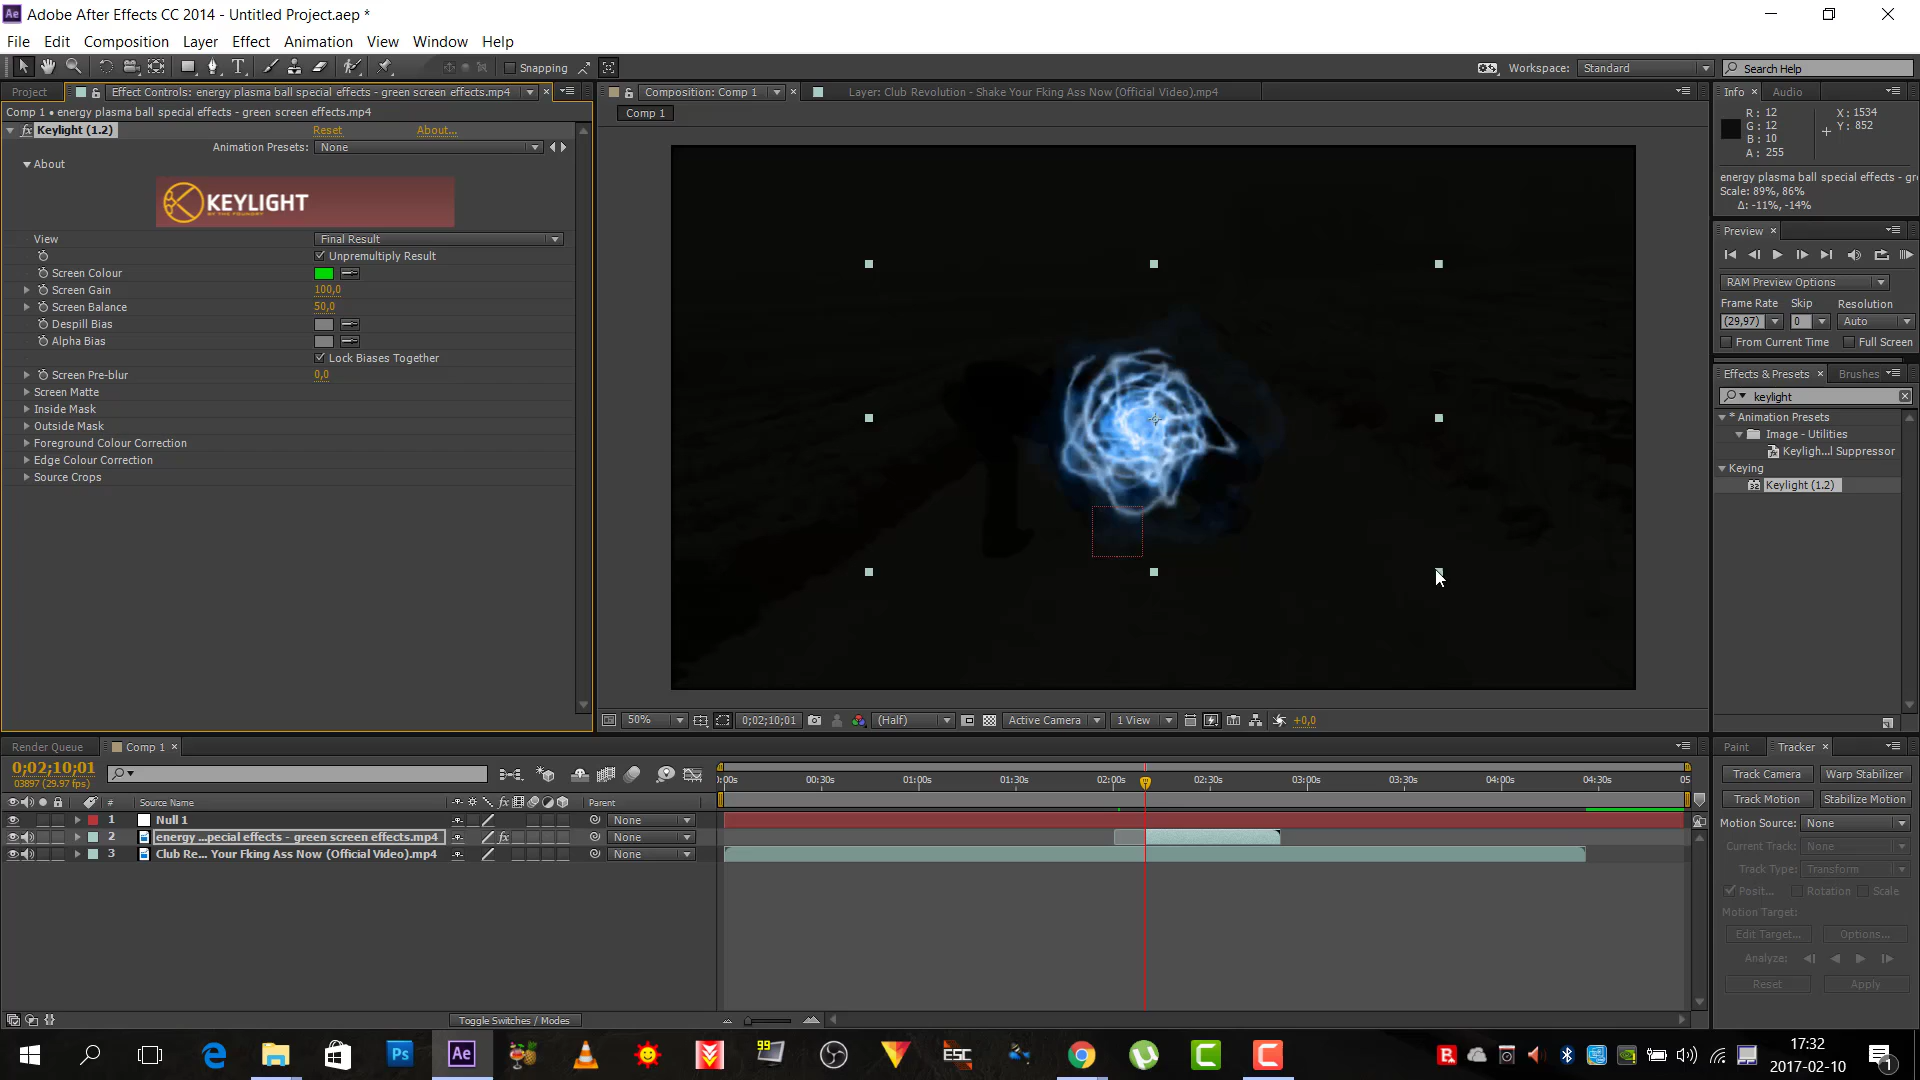 Adobe After Effects CC 2014 - Untitled Project.aep *
File Edit Composition Layer Effect Animation View Window Help
Snapping
Workspace: Standard
Search Help
Project
Effect Controls: energy plasma ball special effects - green screen effects.mp4
Comp 1 • energy plasma ball special effects - green screen effects.mp4
fx Keylight (1.2) Reset About...
Animation Presets: None
About
KEYLIGHT
BY THE FOUNDRY
View Final Result
Unpremultiply Result
Screen Colour
Screen Gain 100,0
Screen Balance 50,0
Despill Bias
Alpha Bias
Lock Biases Together
Screen Pre-blur 0,0
Screen Matte
Inside Mask
Outside Mask
Foreground Colour Correction
Edge Colour Correction
Source Crops
Composition: Comp 1
Layer: Club Revolution - Shake Your Fking Ass Now (Official Video).mp4
Comp 1
50% 0;02;10;01 (Half) Active Camera 1 View +0,0
Info Audio
R: 12
G: 12
B: 10
A: 255
X: 1534
Y: 852
energy plasma ball special effects - gre
Scale: 89%, 86%
Δ: -11%, -14%
Preview
RAM Preview Options
Frame Rate Skip Resolution
(29,97) 0 Auto
From Current Time Full Screen
Effects & Presets Brushes
keylight
* Animation Presets
Image - Utilities
Keyligh...l Suppressor
Keying
Keylight (1.2)
Render Queue Comp 1
0;02;10;01
03897 (29.97 fps)
# Source Name fx Parent
1 Null 1 None
2 energy ...pecial effects - green screen effects.mp4 fx None
3 Club Re... Your Fking Ass Now (Official Video).mp4 None
:00s 00:30s 01:00s 01:30s 02:00s 02:30s 03:00s 03:30s 04:00s 04:30s 05
Toggle Switches / Modes
Paint Tracker
Track Camera Warp Stabilizer
Track Motion Stabilize Motion
Motion Source: None
Current Track: None
Track Type: Transform
Posit... Rotation Scale
Motion Target:
Edit Target... Options...
Analyze:
Reset Apply
Ps Ae 99 ESC
17:32
2017-02-10
1